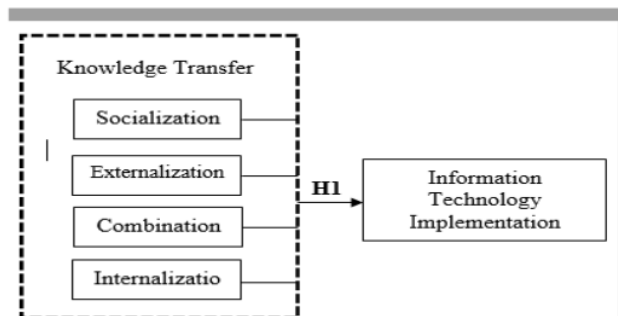 Knowledge Transfer
Socialization
Externalization
Combination
Internalizatio
H1
Information
Technology
Implementation